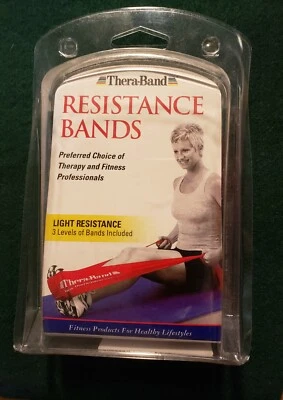 Thera-Band
RESISTANCE
BANDS
Preferred Choice of
Therapy and Fitness
Professionals
LIGHT RESISTANCE
3 Levels of Bands Included
Thera-Band
Fitness Products For Healthy Lifestyles